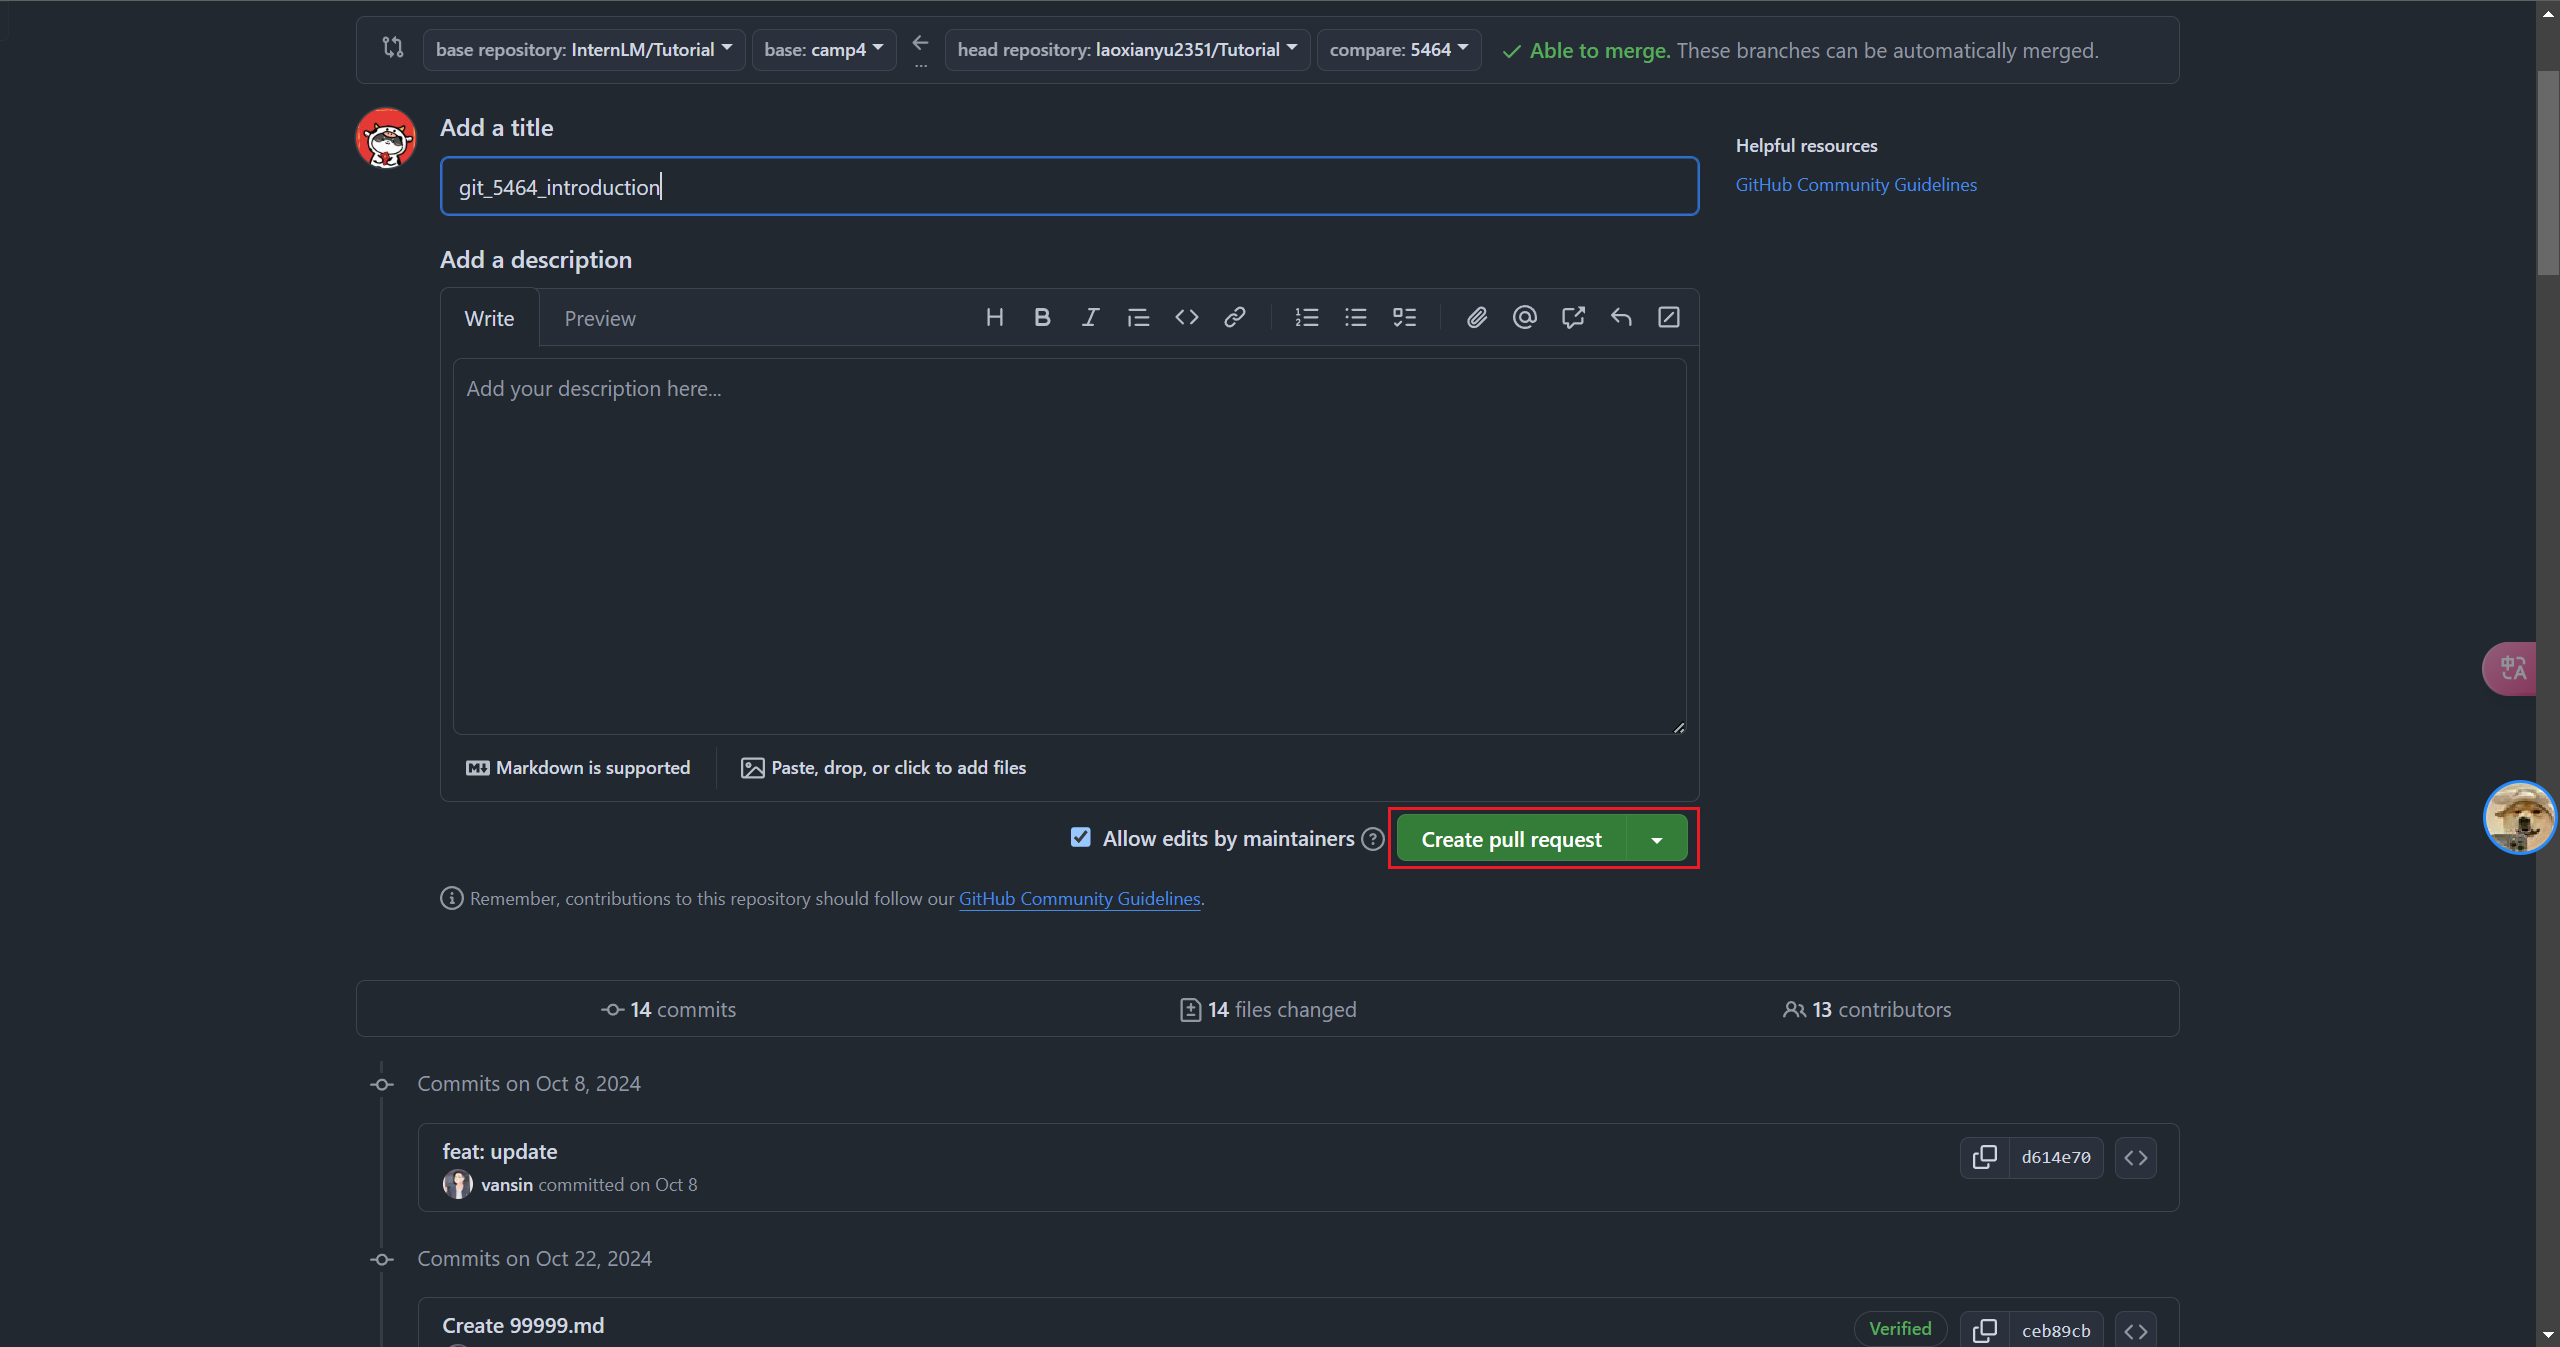 base repository: InternLM/Tutorial base: camp4 ... head repository: laoxianyu2351/Tutorial compare: 5464 Able to merge. These branches can be automatically merged.
Add a title
Helpful resources
git_5464_introduction
GitHub Community Guidelines
Add a description
Write Preview
Add your description here...
Markdown is supported Paste, drop, or click to add files
Allow edits by maintainers Create pull request
Remember, contributions to this repository should follow our GitHub Community Guidelines.
14 commits 14 files changed 13 contributors
Commits on Oct 8, 2024
feat: update
d614e70
vansin committed on Oct 8
Commits on Oct 22, 2024
Create 99999.md
Verified ceb89cb